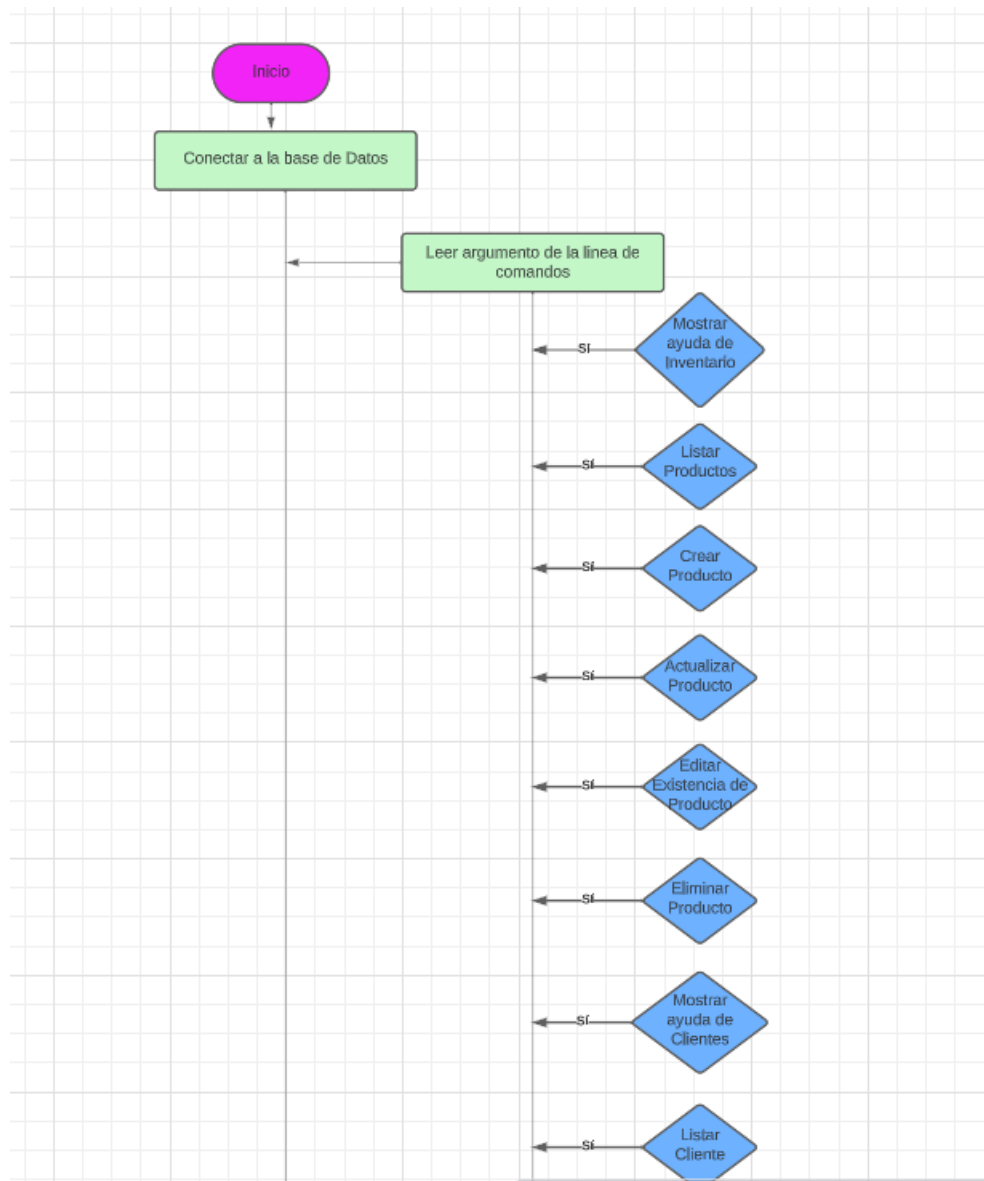 Inicio
Conectar a la base de Datos
Leer argumento de la linea de
comandos
Mostrar
ayuda de
Inventario
Sí
Listar
Productos
Sí
Crear
Producto
Sí
Actualizar
Producto
Sí
Editar
Existencia de
Producto
Sí
Eliminar
Producto
Sí
Mostrar
ayuda de
Clientes
Sí
Listar
Cliente
Sí